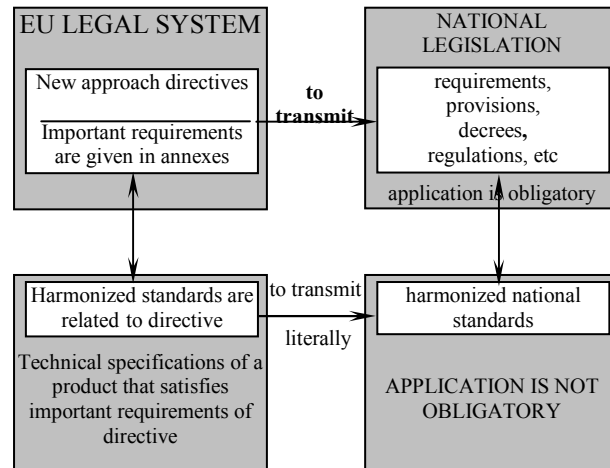 EU LEGAL SYSTEM
New approach directives
Important requirements
are given in annexes
to
transmit
NATIONAL
LEGISLATION
requirements,
provisions,
decrees,
regulations, etc
application is obligatory
Harmonized standards are
related to directive
Technical specifications of a
product that satisfies
important requirements of
directive
to transmit
literally
harmonized national
standards
APPLICATION IS NOT
OBLIGATORY